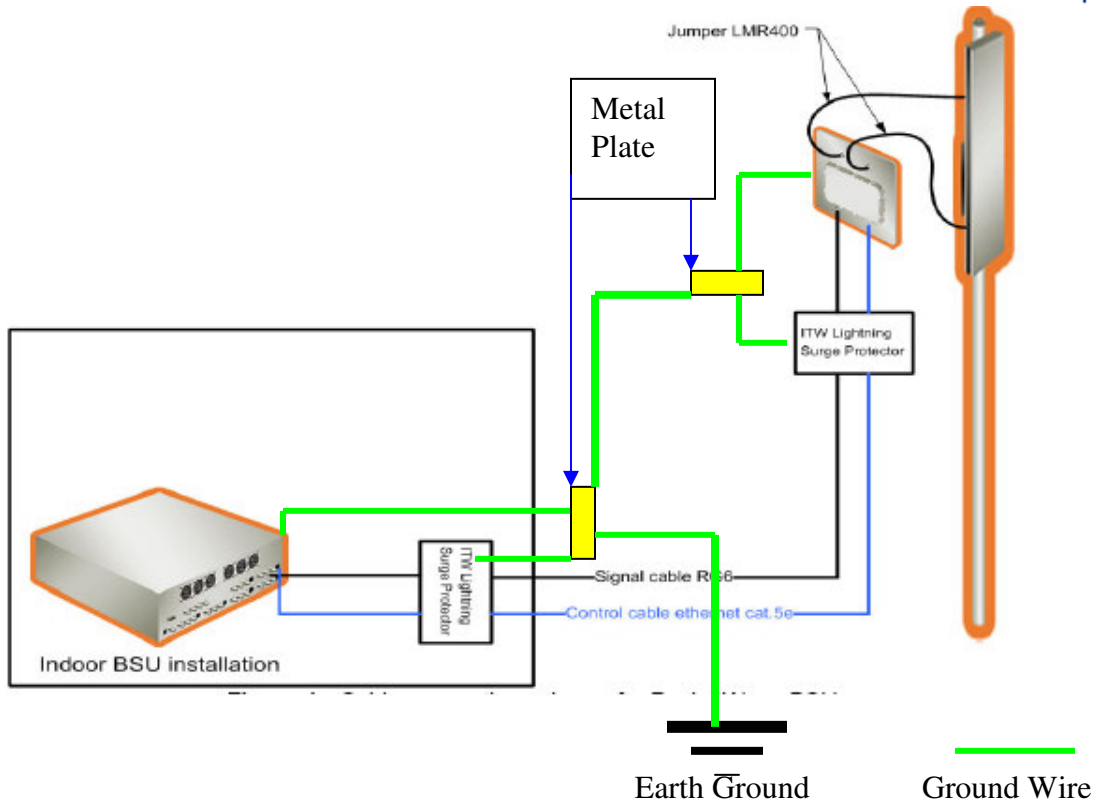 Jumper LMR400
Metal
Plate
ITW Lightning
Surge Protector
ITW Lightning
Surge Protector
Signal cable RG6
Control cable ethernet cat.5e
Indoor BSU installation
Earth Ground
Ground Wire